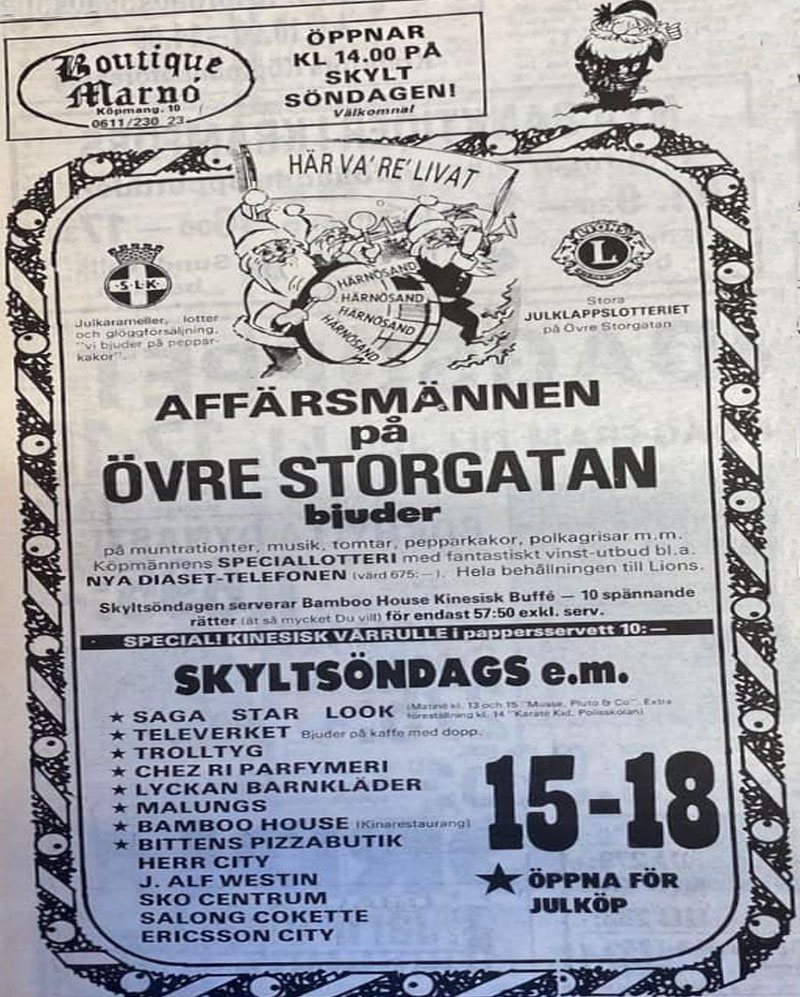 Boutique
Marnó
Köpmang. 10
0611/230 23
ÖPPNAR
KL 14.00 PÅ
SKYLT
SÖNDAGEN!
Välkomna!
HÄR VA' RE' LIVAT
HÄRNÖSAND
HÄRNÖSAND
HÄRNÖSAND
HÄRNÖSAND
S.L.K
Julkarameller, lotter
och glöggförsäljning.
"vi bjuder på peppar-
kakor".
LIONS
L
Stora
JULKLAPPSLOTTERIET
på Övre Storgatan
AFFÄRSMÄNNEN
på
ÖVRE STORGATAN
bjuder
på muntrationter, musik, tomtar, pepparkakor, polkagrisar m.m.
Köpmännens SPECIALLOTTERI med fantastiskt vinst-utbud bl.a.
NYA DIASET-TELEFONEN (värd 675:—). Hela behållningen till Lions.
Skyltsöndagen serverar Bamboo House Kinesisk Buffé — 10 spännande
rätter (ät så mycket Du vill) för endast 57:50 exkl. serv.
SPECIAL! KINESISK VÅRRULLE i pappersservett 10:—
SKYLTSÖNDAGS e.m.
★ SAGA STAR LOOK (Matiné kl. 13 och 15 "Musse, Pluto & Co". Extra
föreställning kl. 14 "Karate Kid, Polisskolan)
★ TELEVERKET Bjuder på kaffe med dopp.
★ TROLLTYG
★ CHEZ RI PARFYMERI
★ LYCKAN BARNKLÄDER
★ MALUNGS
★ BAMBOO HOUSE (Kinarestaurang)
★ BITTENS PIZZABUTIK
HERR CITY
J. ALF WESTIN
SKO CENTRUM
SALONG COKETTE
ERICSSON CITY
15-18
★ ÖPPNA FÖR
JULKÖP